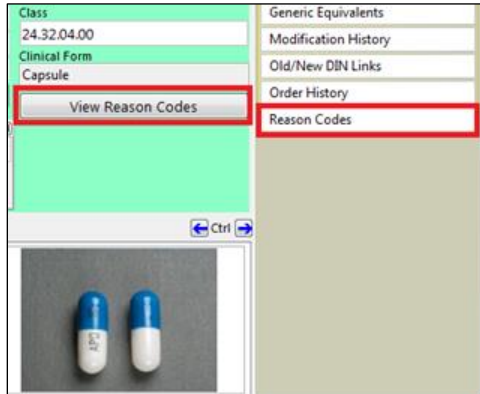 Class
24.32.04.00
Clinical Form
Capsule
View Reason Codes
Ctrl
Generic Equivalents
Modification History
Old/New DIN Links
Order History
Reason Codes